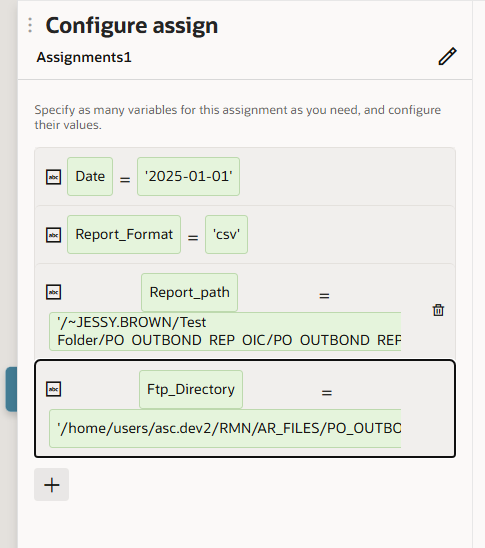 Configure assign
Assignments1
Specify as many variables for this assignment as you need, and configure
their values.
abc Date = '2025-01-01'
abc Report_Format = 'csv'
abc Report_path =
'/~JESSY.BROWN/Test
Folder/PO_OUTBOND_REP_OIC/PO_OUTBOND_REP
abc Ftp_Directory =
'/home/users/asc.dev2/RMN/AR_FILES/PO_OUTBO